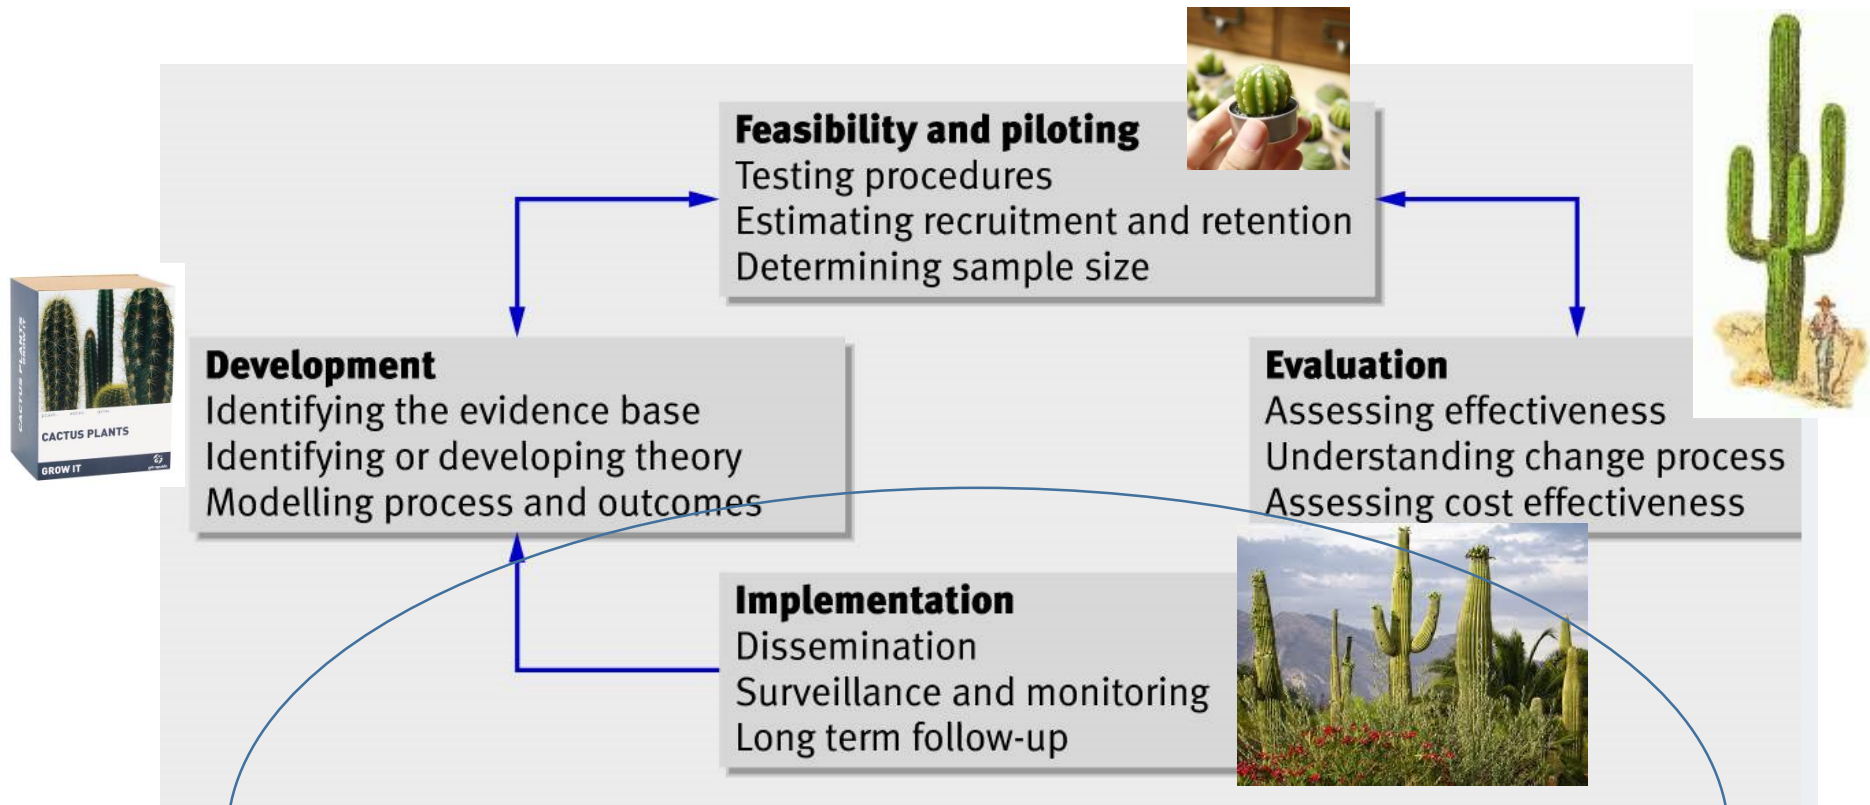 Feasibility and piloting
Testing procedures
Estimating recruitment and retention
Determining sample size
Development
Identifying the evidence base
Identifying or developing theory
Modelling process and outcomes
Evaluation
Assessing effectiveness
Understanding change process
Assessing cost effectiveness
Implementation
Dissemination
Surveillance and monitoring
Long term follow-up
CACTUS PLANTS
CACTUS PLANTS
GROW IT